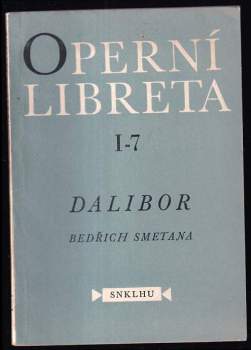 OPERNÍ
LIBRETA
I-7
DALIBOR
BEDŘICH SMETANA
SNKLHU